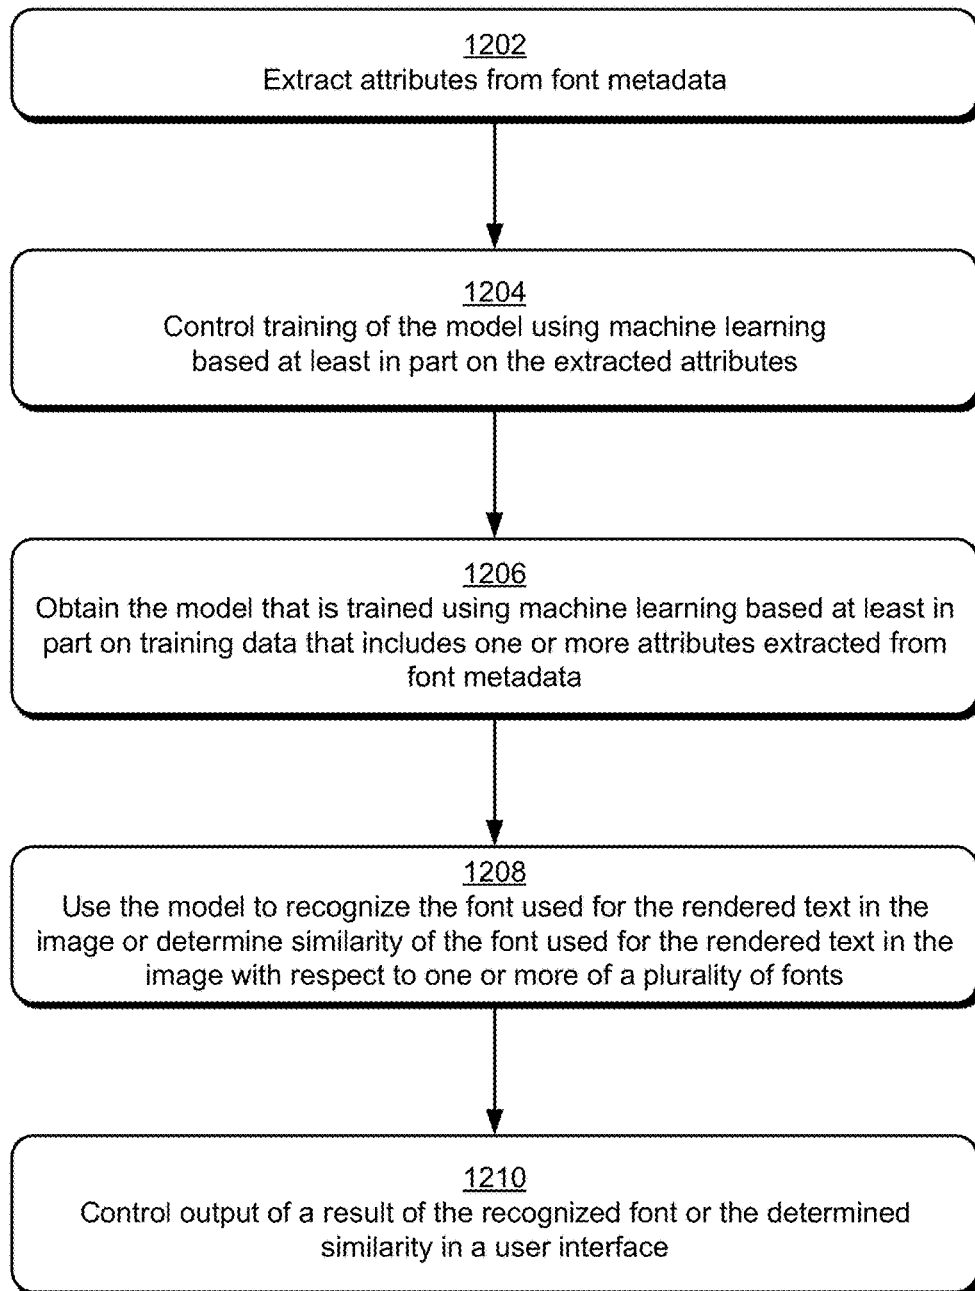 1202
Extract attributes from font metadata
1204
Control training of the model using machine learning
based at least in part on the extracted attributes
1206
Obtain the model that is trained using machine learning based at least in
part on training data that includes one or more attributes extracted from
font metadata
1208
Use the model to recognize the font used for the rendered text in the
image or determine similarity of the font used for the rendered text in the
image with respect to one or more of a plurality of fonts
1210
Control output of a result of the recognized font or the determined
similarity in a user interface